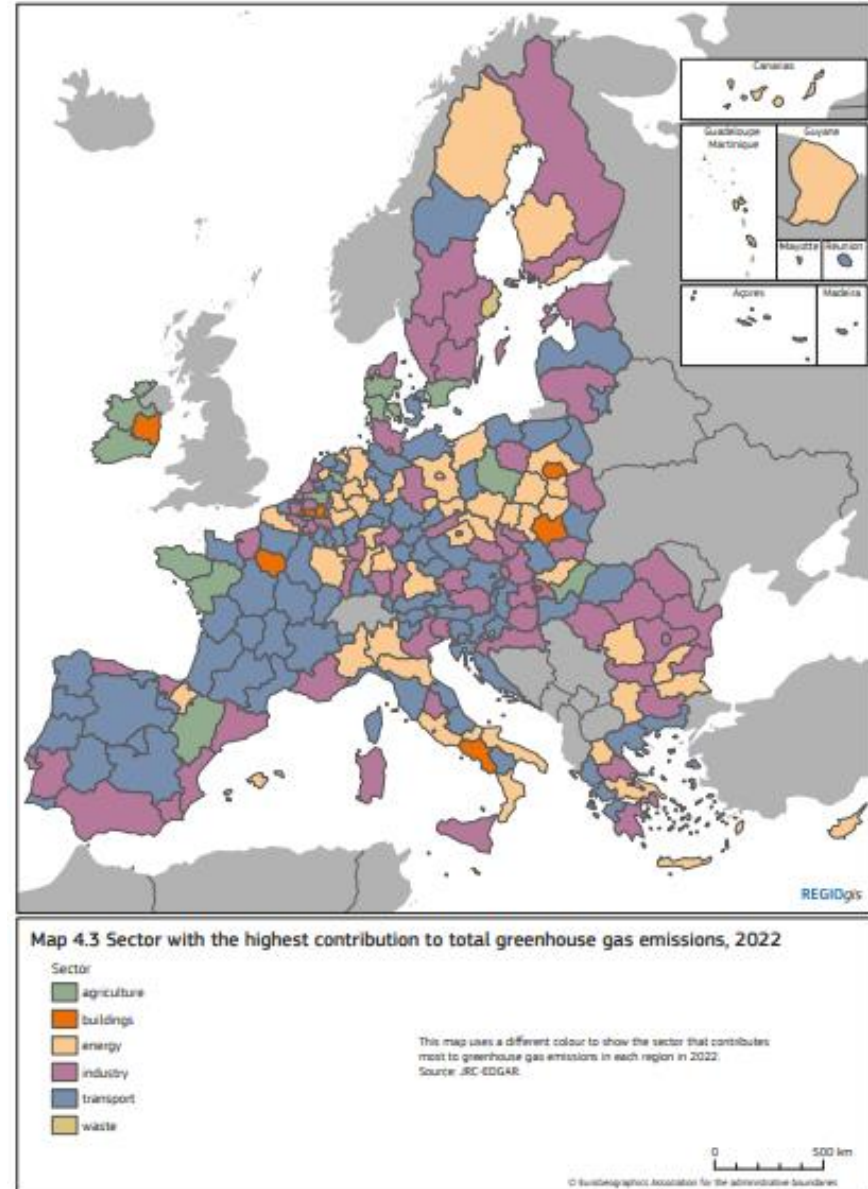 Canarias
Guadeloupe
Martinique
Guyane
Mayotte
Réunion
Açores
Madeira
REGIOgis
Map 4.3 Sector with the highest contribution to total greenhouse gas emissions, 2022
Sector
agriculture
buildings
energy
industry
transport
waste
This map uses a different colour to show the sector that contributes
most to greenhouse gas emissions in each region in 2022.
Source: JRC-EDGAR.
0 500 km
© EuroGeographics Association for the administrative boundaries